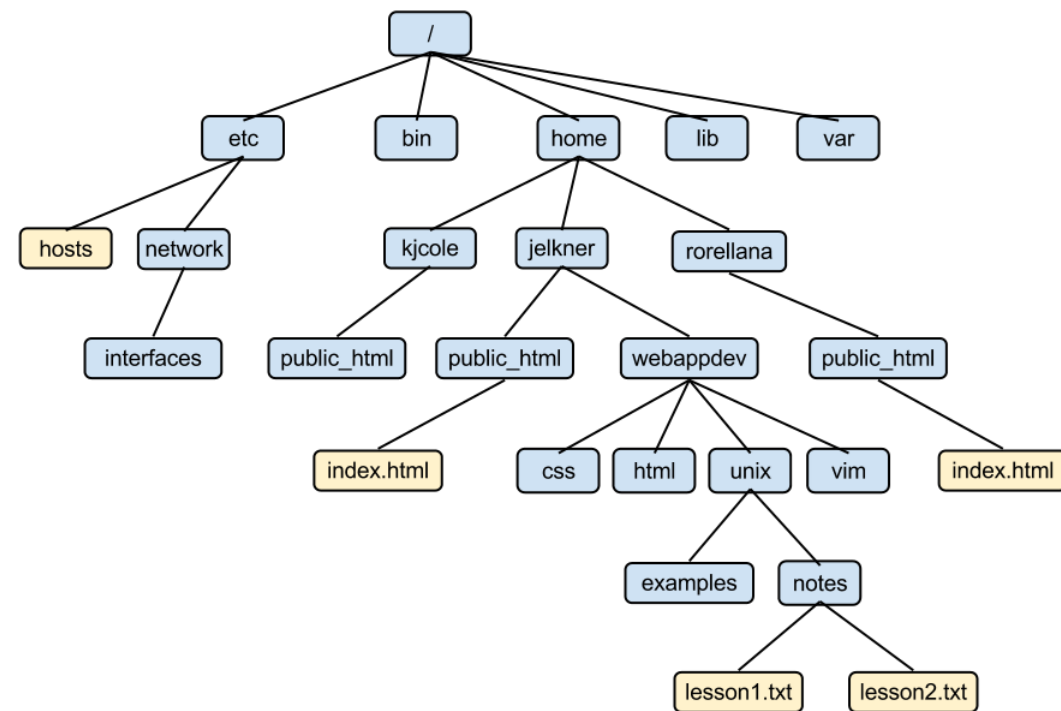 /
etc bin home lib var
hosts network kjcole jelkner rorellana
interfaces public_html public_html webappdev public_html
index.html css html unix vim index.html
examples notes
lesson1.txt lesson2.txt